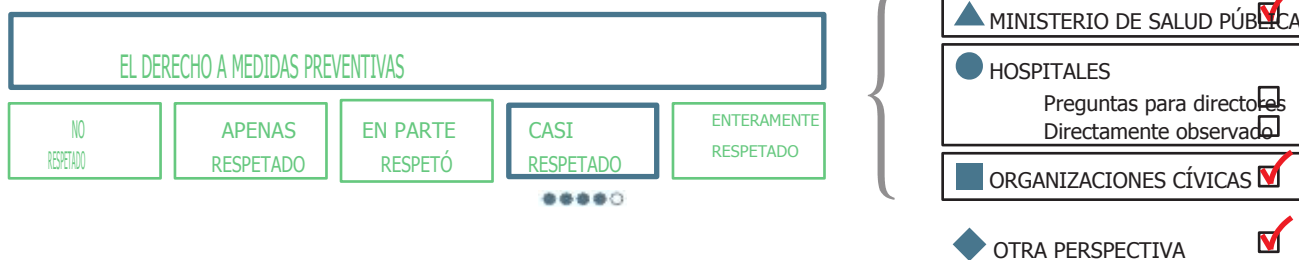 EL DERECHO A MEDIDAS PREVENTIVAS
NO
RESPETADO
APENAS
RESPETADO
EN PARTE
RESPETÓ
CASI
RESPETADO
ENTERAMENTE
RESPETADO
MINISTERIO DE SALUD PÚBLICA
HOSPITALES
Preguntas para directores
Directamente observado
ORGANIZACIONES CÍVICAS
OTRA PERSPECTIVA